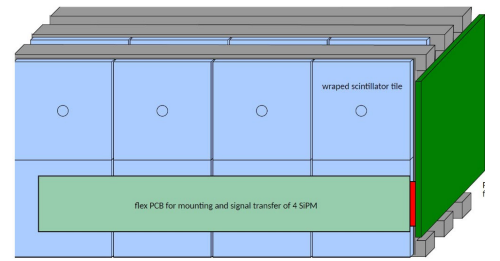 wraped scintillator tile
flex PCB for mounting and signal transfer of 4 SiPM